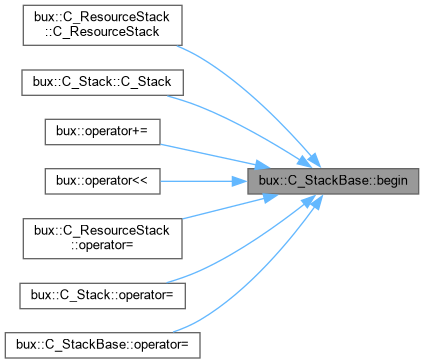 bux::C_ResourceStack
::C_ResourceStack
bux::C_Stack::C_Stack
bux::operator+=
bux::operator<<
bux::C_StackBase::begin
bux::C_ResourceStack
::operator=
bux::C_Stack::operator=
bux::C_StackBase::operator=